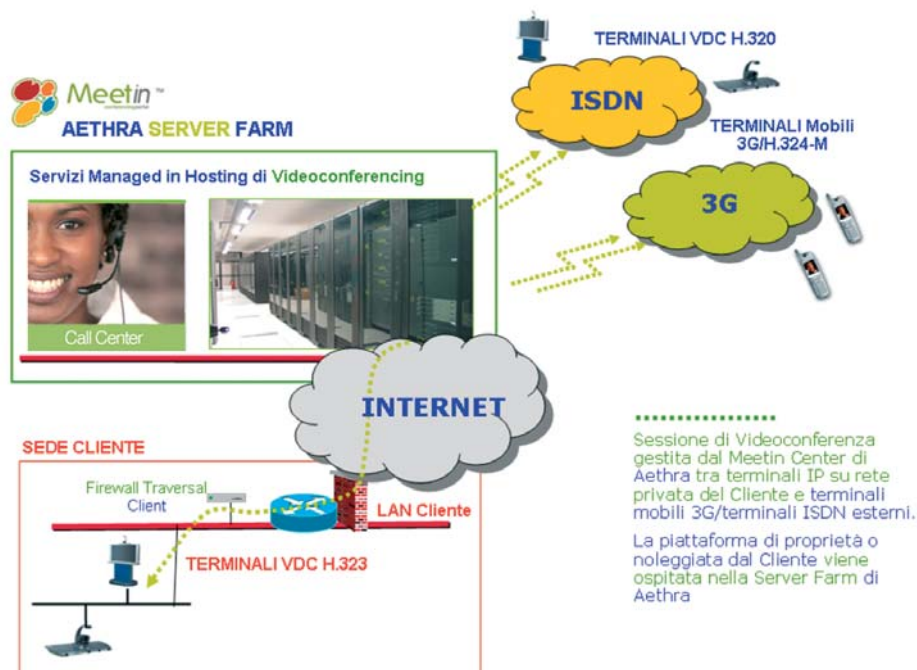 TERMINALI VDC H.320
ISDN
Meetin™
AETHRA SERVER FARM
TERMINALI Mobili
3G/H.324-M
3G
Servizi Managed in Hosting di Videoconferencing
Call Center
INTERNET
SEDE CLIENTE
Firewall Traversal
Client
LAN Cliente
TERMINALI VDC H.323
Sessione di Videoconferenza
gestita dal Meetin Center di
Aethra tra terminali IP su rete
privata del Cliente e terminali
mobili 3G/terminali ISDN esterni.
La piattaforma di proprietà o
noleggiata dal Cliente viene
ospitata nella Server Farm di
Aethra